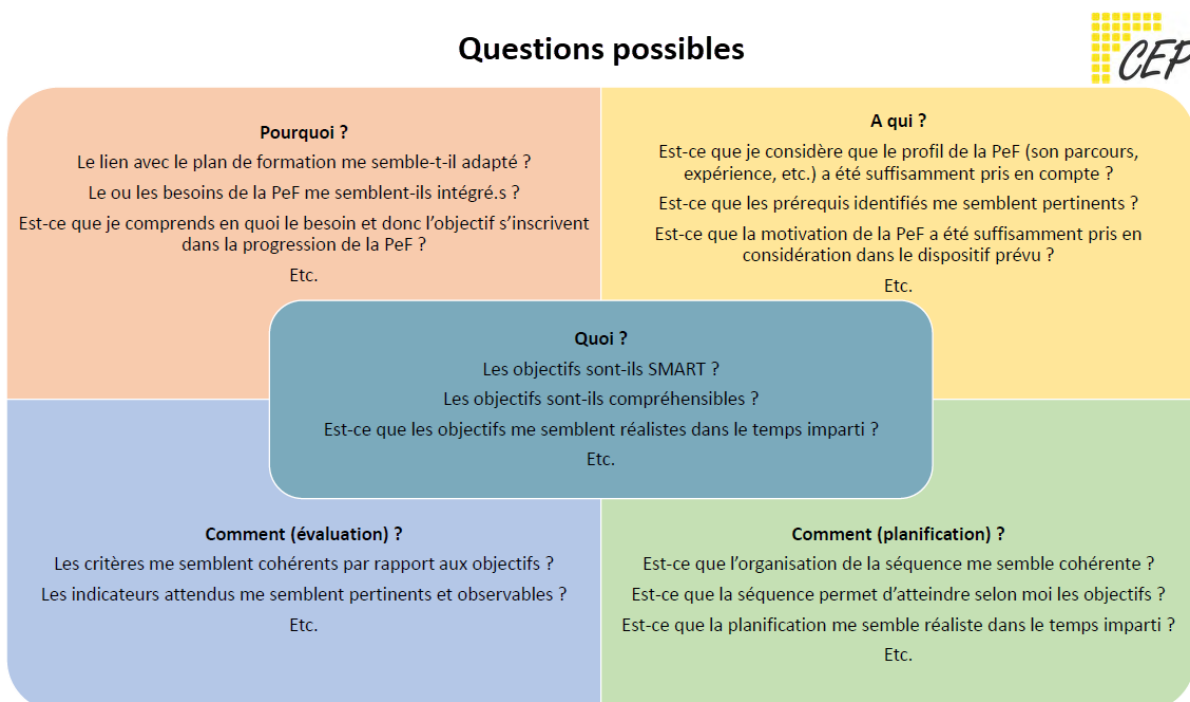 Questions possibles
CEP
Pourquoi ?
Le lien avec le plan de formation me semble-t-il adapté ?
Le ou les besoins de la PeF me semblent-ils intégré.s ?
Est-ce que je comprends en quoi le besoin et donc l'objectif s'inscrivent
dans la progression de la PeF ?
Etc.
A qui ?
Est-ce que je considère que le profil de la PeF (son parcours,
expérience, etc.) a été suffisamment pris en compte ?
Est-ce que les prérequis identifiés me semblent pertinents ?
Est-ce que la motivation de la PeF a été suffisamment pris en
considération dans le dispositif prévu ?
Etc.
Quoi ?
Les objectifs sont-ils SMART ?
Les objectifs sont-ils compréhensibles ?
Est-ce que les objectifs me semblent réalistes dans le temps imparti ?
Etc.
Comment (évaluation) ?
Les critères me semblent cohérents par rapport aux objectifs ?
Les indicateurs attendus me semblent pertinents et observables ?
Etc.
Comment (planification) ?
Est-ce que l'organisation de la séquence me semble cohérente ?
Est-ce que la séquence permet d'atteindre selon moi les objectifs ?
Est-ce que la planification me semble réaliste dans le temps imparti ?
Etc.